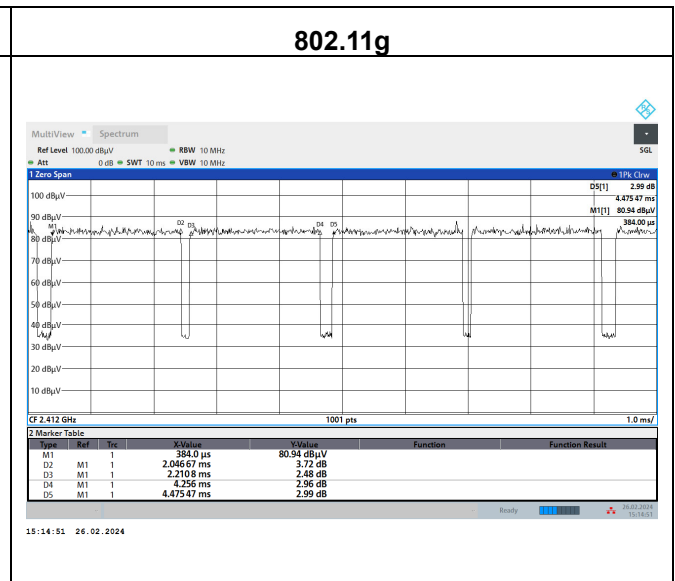 802.11g
MultiView Spectrum
Ref Level 100.00 dBµV RBW 10 MHz SGL
Att 0 dB SWT 10 ms VBW 10 MHz
1 Zero Span 1Pk Clrw
D5[1] 2.99 dB
4.475 47 ms
M1[1] 80.94 dBµV
384.00 µs
100 dBµV
90 dBµV
M1 D2 D3 D4 D5
80 dBµV
70 dBµV
60 dBµV
50 dBµV
40 dBµV
30 dBµV
20 dBµV
10 dBµV
CF 2.412 GHz 1001 pts 1.0 ms/
2 Marker Table
Type Ref Trc X-Value Y-Value Function Function Result
M1 1 384.0 µs 80.94 dBµV
D2 M1 1 2.046 67 ms 3.72 dB
D3 M1 1 2.210 8 ms 2.48 dB
D4 M1 1 4.256 ms 2.96 dB
D5 M1 1 4.475 47 ms 2.99 dB
Ready 26.02.2024
15:14:51
15:14:51 26.02.2024